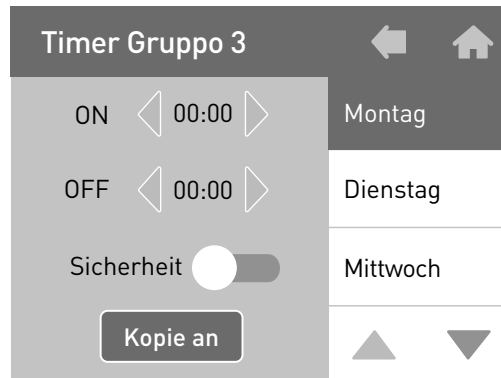 Timer Gruppo 3
ON 00:00
OFF 00:00
Sicherheit
Kopie an
Montag
Dienstag
Mittwoch